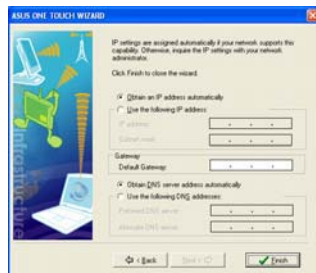 ASUS ONE TOUCH WIZARD
IP settings are assigned automatically if your network supports this
capability. Otherwise, inquire the IP settings with your network
administrator.
Click Finish to close the wizard.
Obtain an IP address automatically
Use the following IP address:
IP address:
Subnet mask:
Gateway
Default Gateway:
Obtain DNS server address automatically
Use the following DNS addresses:
Preferred DNS server:
Alternate DNS server:
Infrastructure
< Back
Next >
Finish